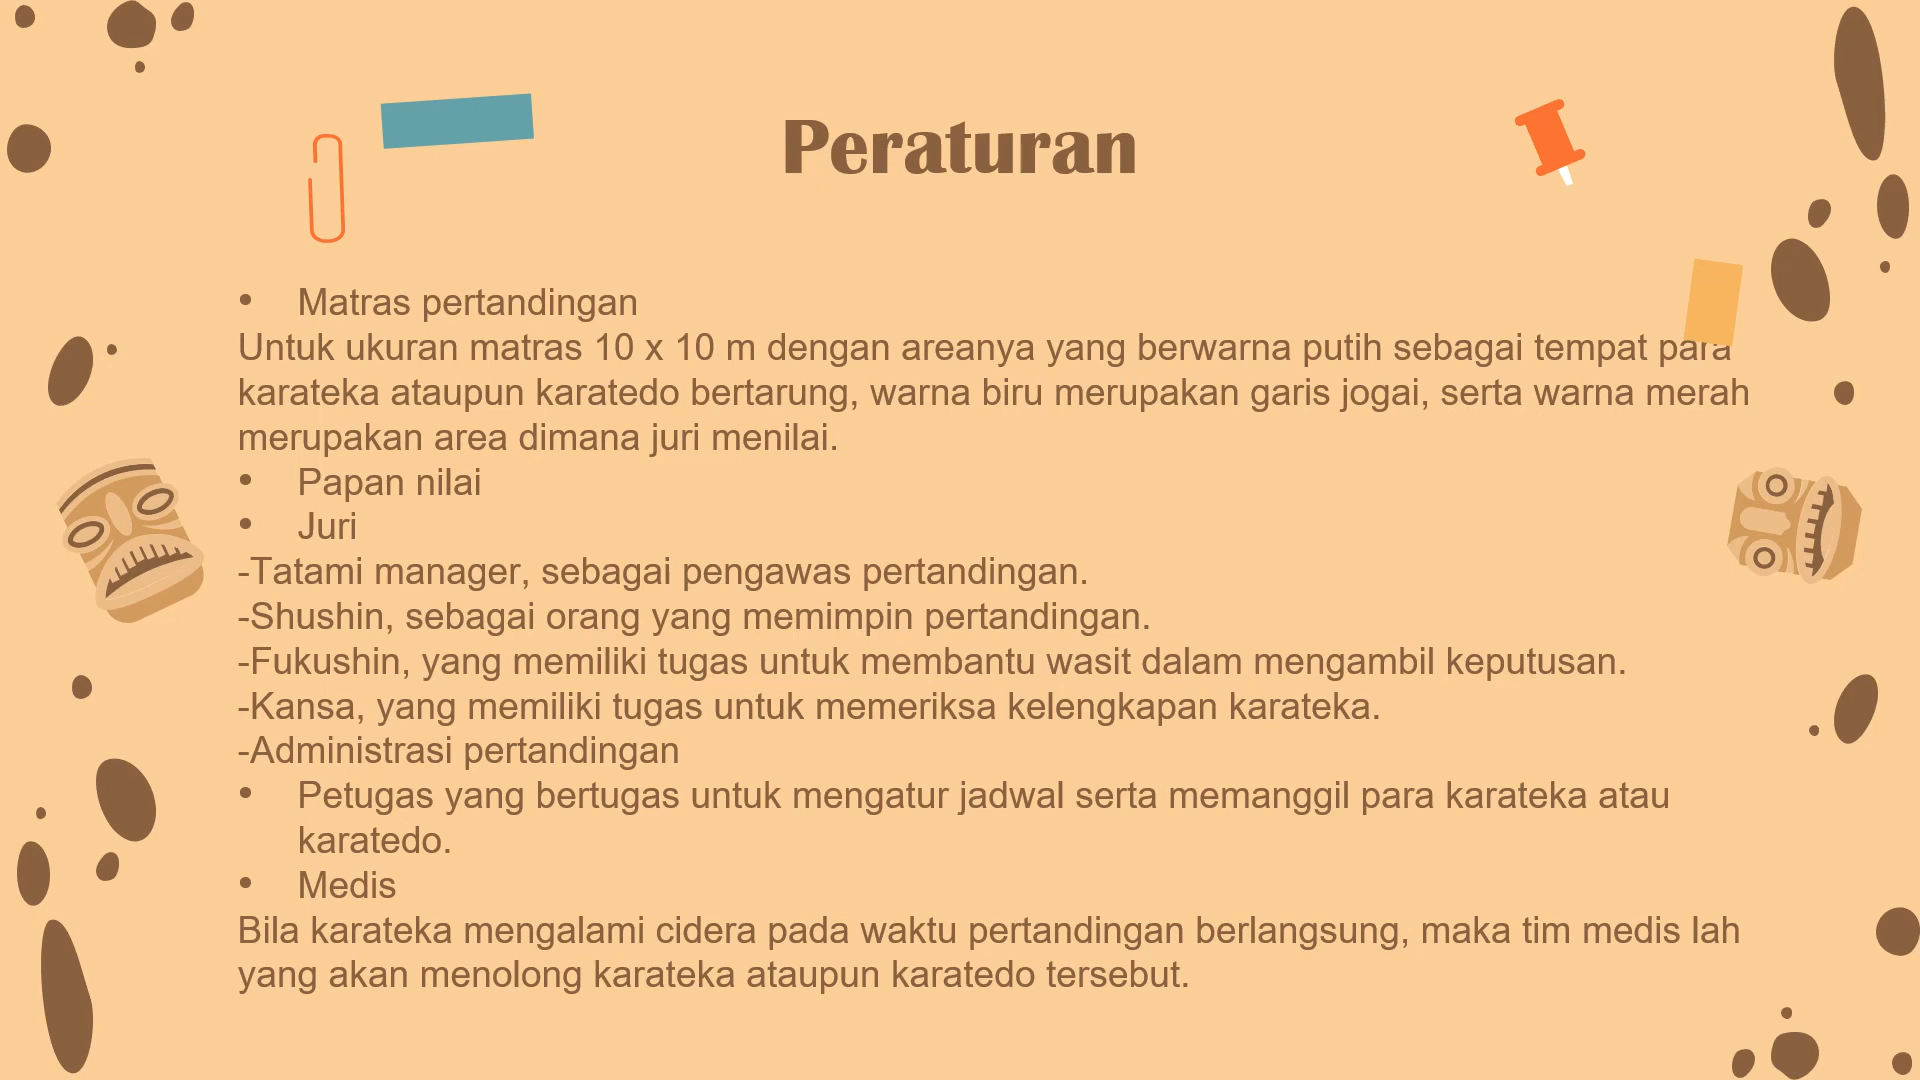 Peraturan
• Matras pertandingan
Untuk ukuran matras 10 x 10 m dengan areanya yang berwarna putih sebagai tempat para
karateka ataupun karatedo bertarung, warna biru merupakan garis jogai, serta warna merah
merupakan area dimana juri menilai.
• Papan nilai
• Juri
-Tatami manager, sebagai pengawas pertandingan.
-Shushin, sebagai orang yang memimpin pertandingan.
-Fukushin, yang memiliki tugas untuk membantu wasit dalam mengambil keputusan.
-Kansa, yang memiliki tugas untuk memeriksa kelengkapan karateka.
-Administrasi pertandingan
• Petugas yang bertugas untuk mengatur jadwal serta memanggil para karateka atau
karatedo.
• Medis
Bila karateka mengalami cidera pada waktu pertandingan berlangsung, maka tim medis lah
yang akan menolong karateka ataupun karatedo tersebut.